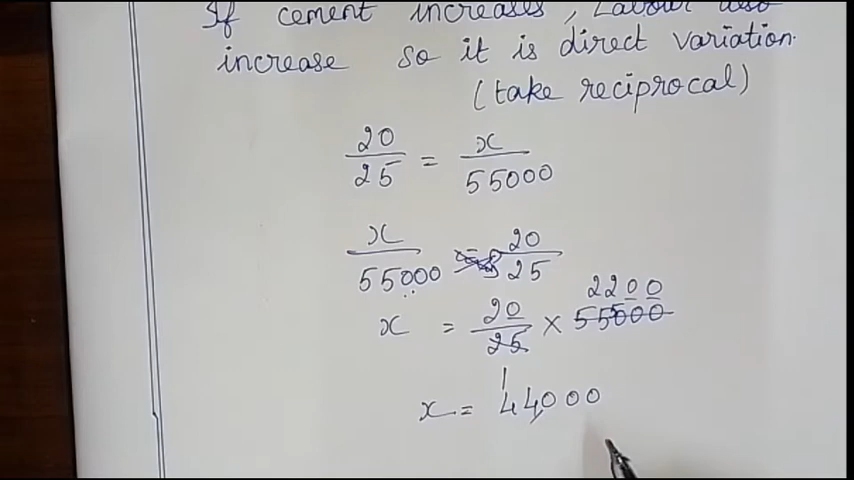 If cement increases, Labour also
increase so it is direct variation.
(take reciprocal)
20/25 = x/55000
x/55000 = 20/25
2200
x = 20/25 × 55000
x = 44000